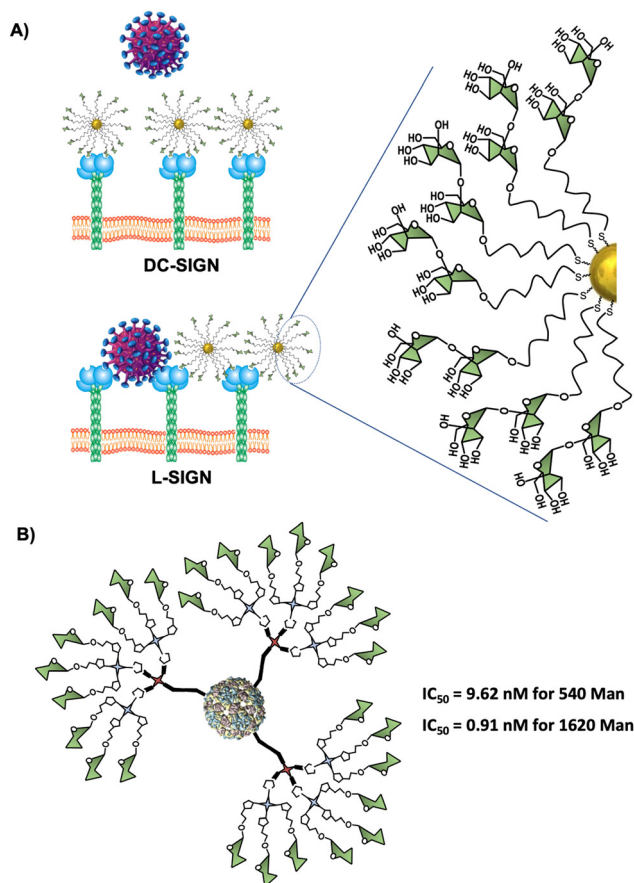 A)
DC-SIGN
L-SIGN
B)
IC50 = 9.62 nM for 540 Man
IC50 = 0.91 nM for 1620 Man